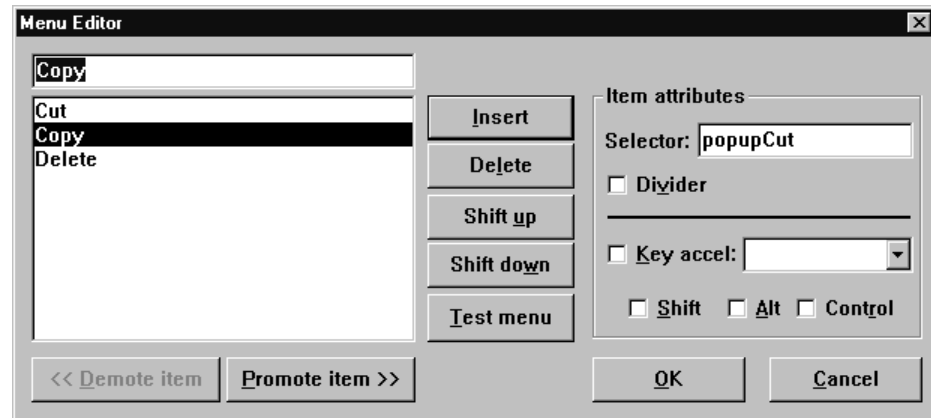 Menu Editor
Copy
Cut
Copy
Delete
Insert
Delete
Shift up
Shift down
Test menu
<< Demote item
Promote item >>
Item attributes
Selector: popupCut
Divider
Key accel:
Shift Alt Control
OK
Cancel